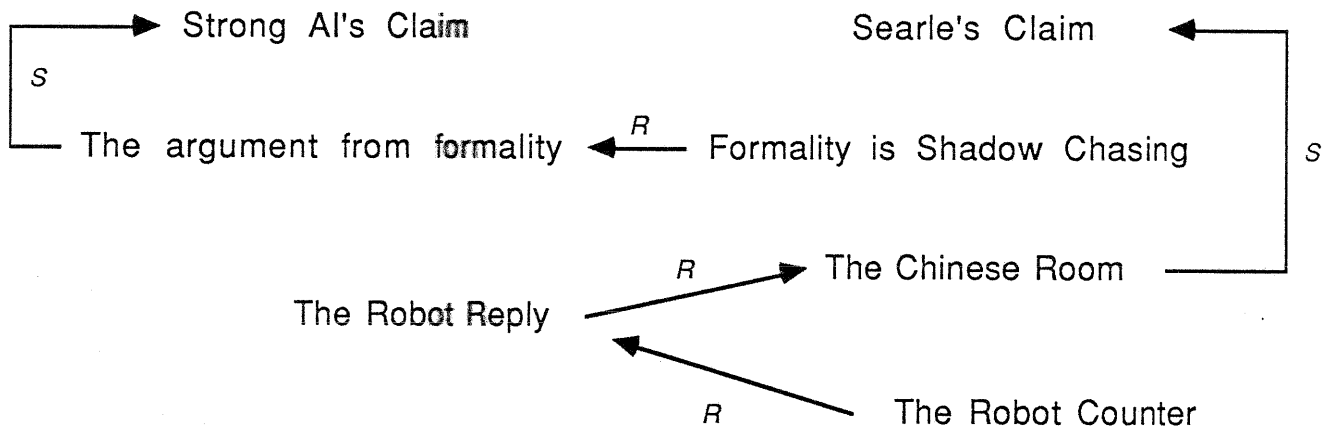 Strong AI's Claim Searle's Claim
S
The argument from formality R Formality is Shadow Chasing
S
R The Chinese Room
The Robot Reply
R The Robot Counter